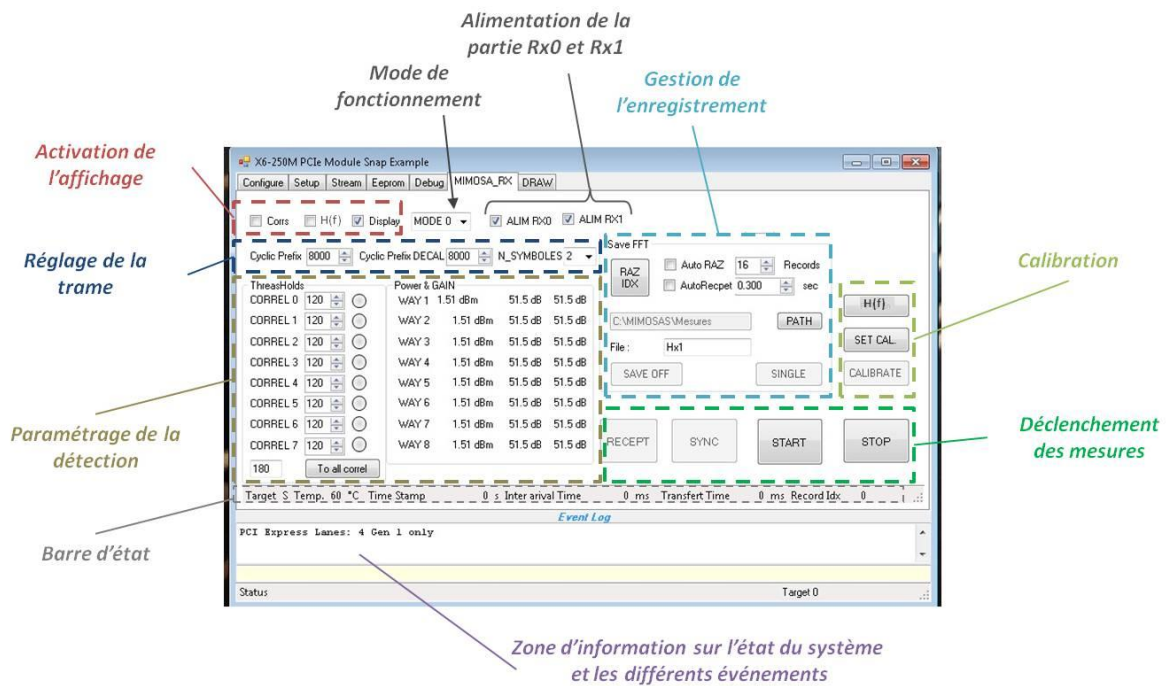 Alimentation de la
partie Rx0 et Rx1
Mode de
fonctionnement
Gestion de
l'enregistrement
Activation de
l'affichage
Réglage de la
trame
Paramétrage de la
détection
Barre d'état
Calibration
Déclenchement
des mesures
X6-250M PCIe Module Snap Example
Configure Setup Stream Eeprom Debug MIMOSA_RX DRAW
Corrs H(f) Display MODE 0 ALIM RX0 ALIM RX1
Cyclic Prefix 8000 Cyclic Prefix DECAL 8000 N_SYMBOLES 2
ThreasHolds Power & GAIN
CORREL 0 120 WAY 1 1.51 dBm 51.5 dB 51.5 dB
CORREL 1 120 WAY 2 1.51 dBm 51.5 dB 51.5 dB
CORREL 2 120 WAY 3 1.51 dBm 51.5 dB 51.5 dB
CORREL 3 120 WAY 4 1.51 dBm 51.5 dB 51.5 dB
CORREL 4 120 WAY 5 1.51 dBm 51.5 dB 51.5 dB
CORREL 5 120 WAY 6 1.51 dBm 51.5 dB 51.5 dB
CORREL 6 120 WAY 7 1.51 dBm 51.5 dB 51.5 dB
CORREL 7 120 WAY 8 1.51 dBm 51.5 dB 51.5 dB
180 To all correl
Save FFT
RAZ
IDX
Auto RAZ 16 Records
AutoRecpet 0.300 sec
C:\MIMOSAS\Mesures PATH
File : Hx1
SAVE OFF SINGLE
H(f)
SET CAL.
CALIBRATE
RECEPT SYNC START STOP
Target S Temp. 60 °C Time Stamp 0 s Inter arival Time 0 ms Transfert Time 0 ms Record Idx 0
Event Log
PCI Express Lanes: 4 Gen 1 only
Status Target 0
Zone d'information sur l'état du système
et les différents événements